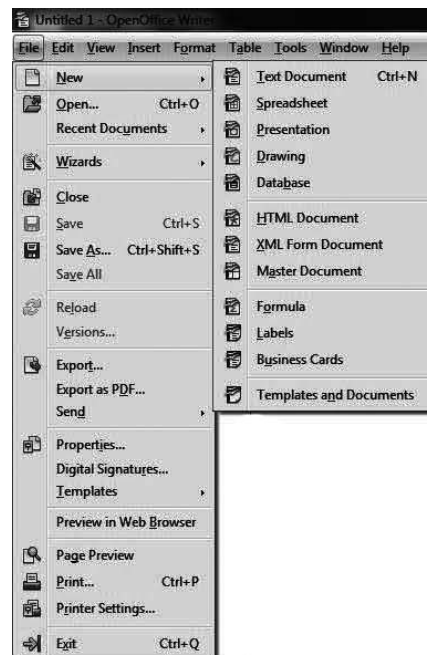 Untitled 1 - OpenOffice Writer
File Edit View Insert Format Table Tools Window Help
New
Open... Ctrl+O
Recent Documents
Wizards
Close
Save Ctrl+S
Save As... Ctrl+Shift+S
Save All
Reload
Versions...
Export...
Export as PDF...
Send
Properties...
Digital Signatures...
Templates
Preview in Web Browser
Page Preview
Print... Ctrl+P
Printer Settings...
Exit Ctrl+Q
Text Document Ctrl+N
Spreadsheet
Presentation
Drawing
Database
HTML Document
XML Form Document
Master Document
Formula
Labels
Business Cards
Templates and Documents